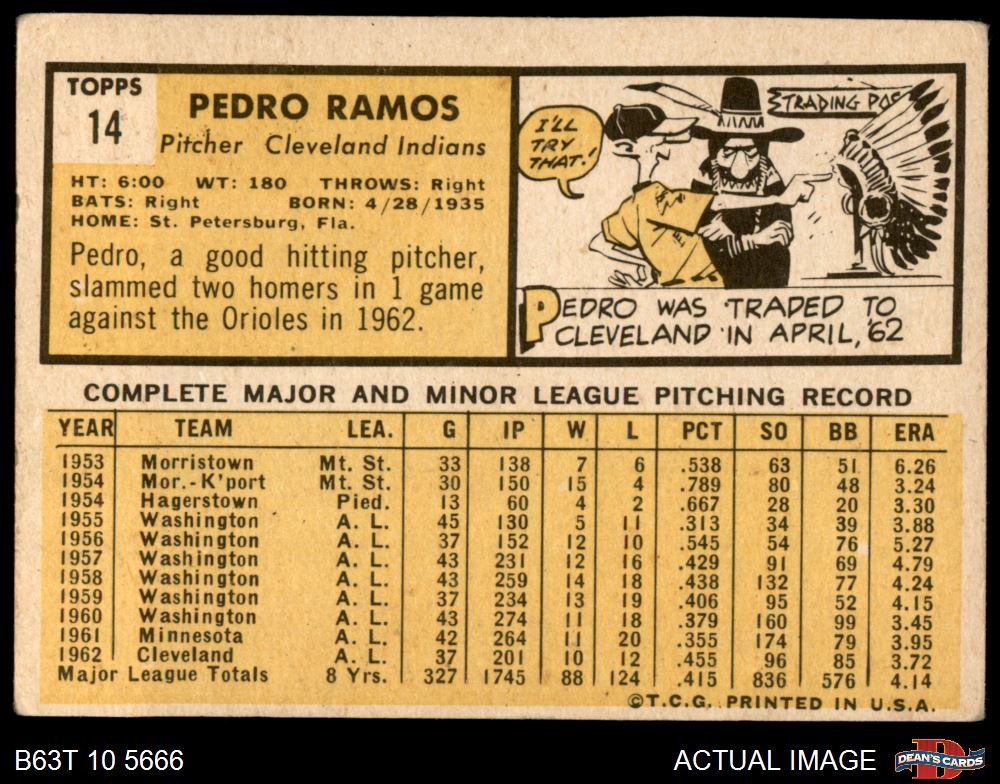 TOPPS
14
PEDRO RAMOS
Pitcher Cleveland Indians
HT: 6:00 WT: 180 THROWS: Right
BATS: Right BORN: 4/28/1935
HOME: St. Petersburg, Fla.
Pedro, a good hitting pitcher,
slammed two homers in 1 game
against the Orioles in 1962.
I'LL
TRY
THAT!
TRADING POS
PEDRO WAS TRADED TO
CLEVELAND IN APRIL, '62
COMPLETE MAJOR AND MINOR LEAGUE PITCHING RECORD
YEAR TEAM LEA. G IP W L PCT SO BB ERA
1953 Morristown Mt. St. 33 138 7 6 .538 63 51 6.26
1954 Mor.-K'port Mt. St. 30 150 15 4 .789 80 48 3.24
1954 Hagerstown Pied. 13 60 4 2 .667 28 20 3.30
1955 Washington A. L. 45 130 5 11 .313 34 39 3.88
1956 Washington A. L. 37 152 12 10 .545 54 76 5.27
1957 Washington A. L. 43 231 12 16 .429 91 69 4.79
1958 Washington A. L. 43 259 14 18 .438 132 77 4.24
1959 Washington A. L. 37 234 13 19 .406 95 52 4.15
1960 Washington A. L. 43 274 11 18 .379 160 99 3.45
1961 Minnesota A. L. 42 264 11 20 .355 174 79 3.95
1962 Cleveland A. L. 37 201 10 12 .455 96 85 3.72
Major League Totals 8 Yrs. 327 1745 88 124 .415 836 576 4.14
©T.C.G. PRINTED IN U.S.A.
B63T 10 5666
ACTUAL IMAGE
DEAN'S CARDS